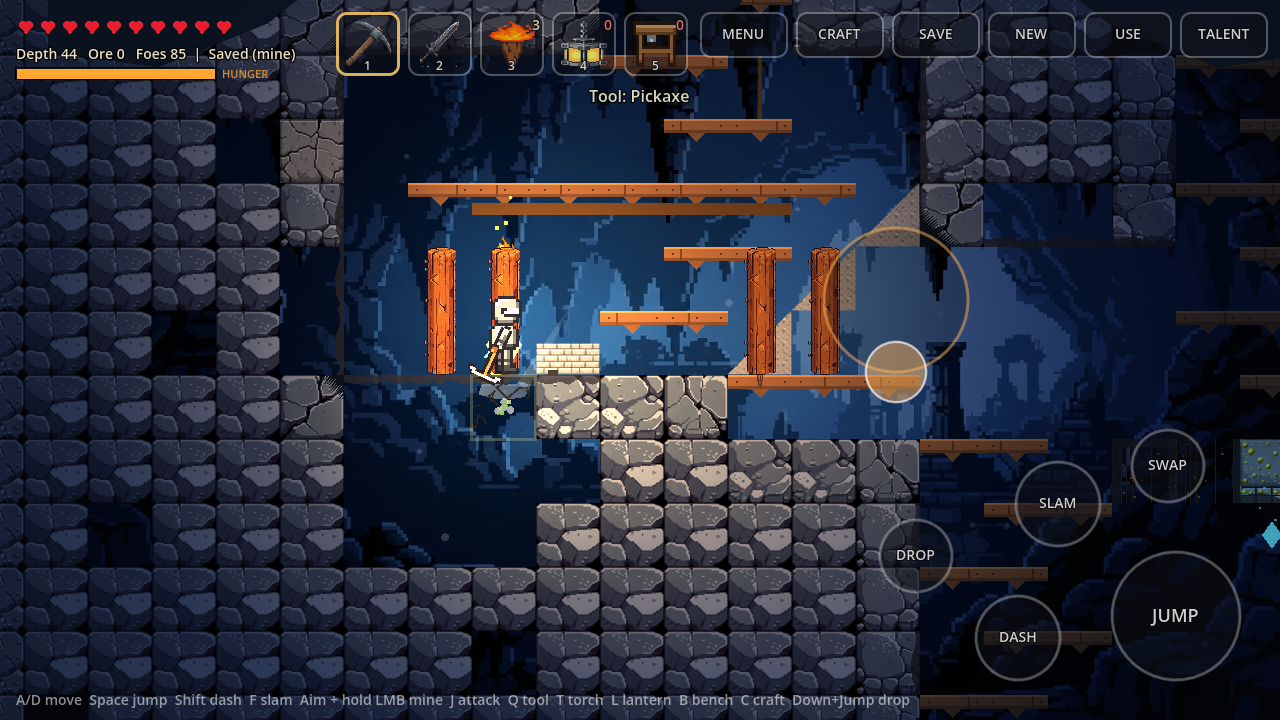 MENU CRAFT SAVE NEW USE TALENT
3 0 0
Depth 44 Ore 0 Foes 85 | Saved (mine)
1 2 3 4 5
HUNGER
Tool: Pickaxe
SWAP
SLAM
DROP
JUMP
DASH
A/D move Space jump Shift dash F slam Aim + hold LMB mine J attack Q tool T torch L lantern B bench C craft Down+Jump drop